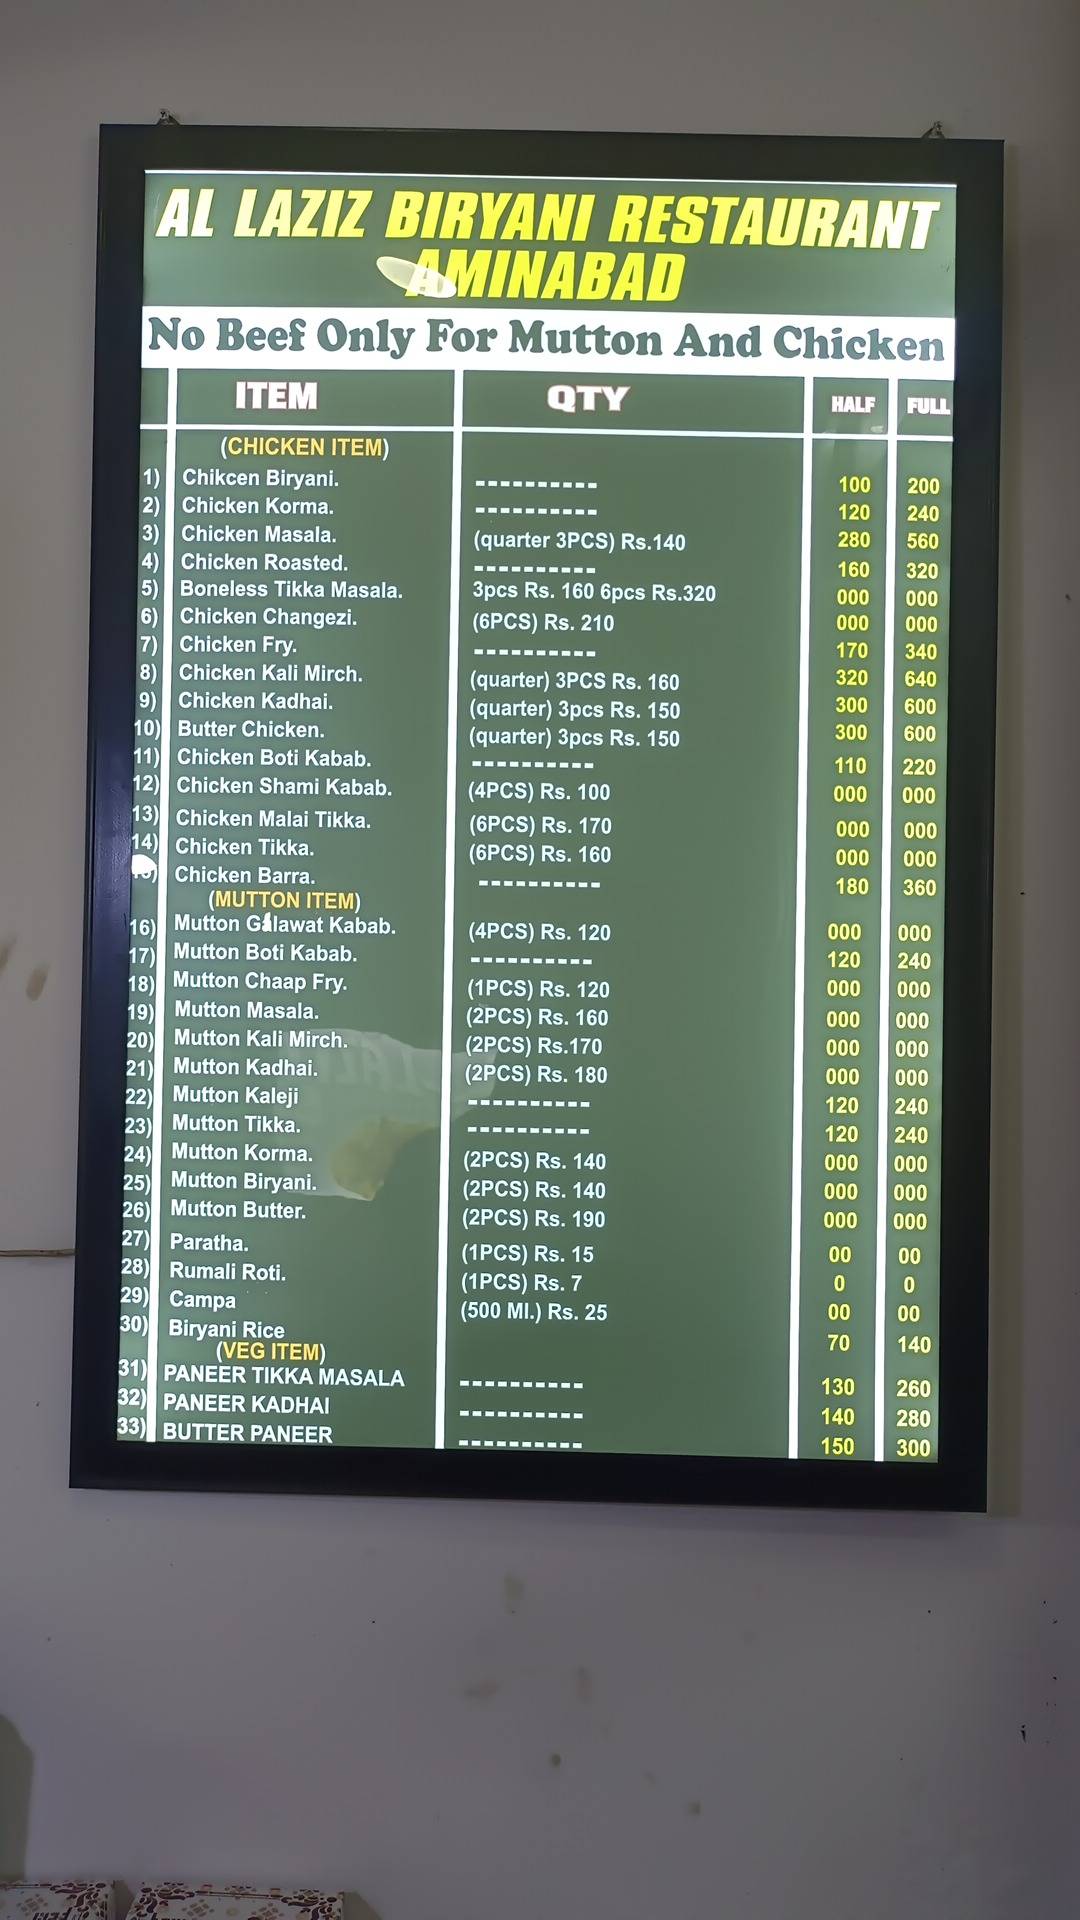 AL LAZIZ BIRYANI RESTAURANT
AMINABAD
No Beef Only For Mutton And Chicken
ITEM QTY HALF FULL
(CHICKEN ITEM)
1) Chikcen Biryani. ---------- 100 200
2) Chicken Korma. ---------- 120 240
3) Chicken Masala. (quarter 3PCS) Rs.140 280 560
4) Chicken Roasted. ---------- 160 320
5) Boneless Tikka Masala. 3pcs Rs. 160 6pcs Rs.320 000 000
6) Chicken Changezi. (6PCS) Rs. 210 000 000
7) Chicken Fry. ---------- 170 340
8) Chicken Kali Mirch. (quarter) 3PCS Rs. 160 320 640
9) Chicken Kadhai. (quarter) 3pcs Rs. 150 300 600
10) Butter Chicken. (quarter) 3pcs Rs. 150 300 600
11) Chicken Boti Kabab. ---------- 110 220
12) Chicken Shami Kabab. (4PCS) Rs. 100 000 000
13) Chicken Malai Tikka. (6PCS) Rs. 170 000 000
14) Chicken Tikka. (6PCS) Rs. 160 000 000
15) Chicken Barra. ---------- 180 360
(MUTTON ITEM)
16) Mutton Galawat Kabab. (4PCS) Rs. 120 000 000
17) Mutton Boti Kabab. ---------- 120 240
18) Mutton Chaap Fry. (1PCS) Rs. 120 000 000
19) Mutton Masala. (2PCS) Rs. 160 000 000
20) Mutton Kali Mirch. (2PCS) Rs.170 000 000
21) Mutton Kadhai. (2PCS) Rs. 180 000 000
22) Mutton Kaleji ---------- 120 240
23) Mutton Tikka. ---------- 120 240
24) Mutton Korma. (2PCS) Rs. 140 000 000
25) Mutton Biryani. (2PCS) Rs. 140 000 000
26) Mutton Butter. (2PCS) Rs. 190 000 000
27) Paratha. (1PCS) Rs. 15 00 00
28) Rumali Roti. (1PCS) Rs. 7 0 0
29) Campa (500 Ml.) Rs. 25 00 00
30) Biryani Rice 70 140
(VEG ITEM)
31) PANEER TIKKA MASALA ---------- 130 260
32) PANEER KADHAI ---------- 140 280
33) BUTTER PANEER ---------- 150 300